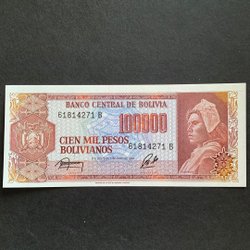 BANCO CENTRAL DE BOLIVIA
61814271 B
100000
CIEN MIL PESOS
BOLIVIANOS
61814271 B